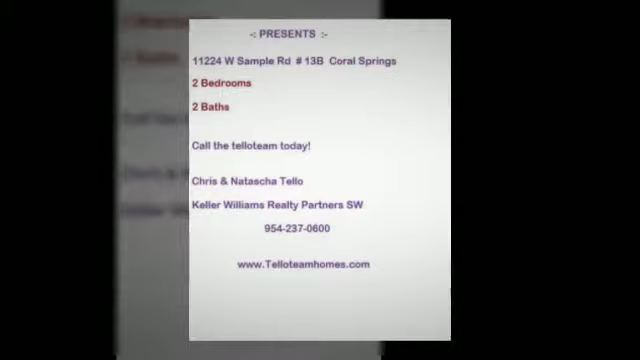 -: PRESENTS :-
11224 W Sample Rd # 13B Coral Springs
2 Bedrooms
2 Baths
Call the telloteam today!
Chris & Natascha Tello
Keller Williams Realty Partners SW
954-237-0600
www.Telloteamhomes.com